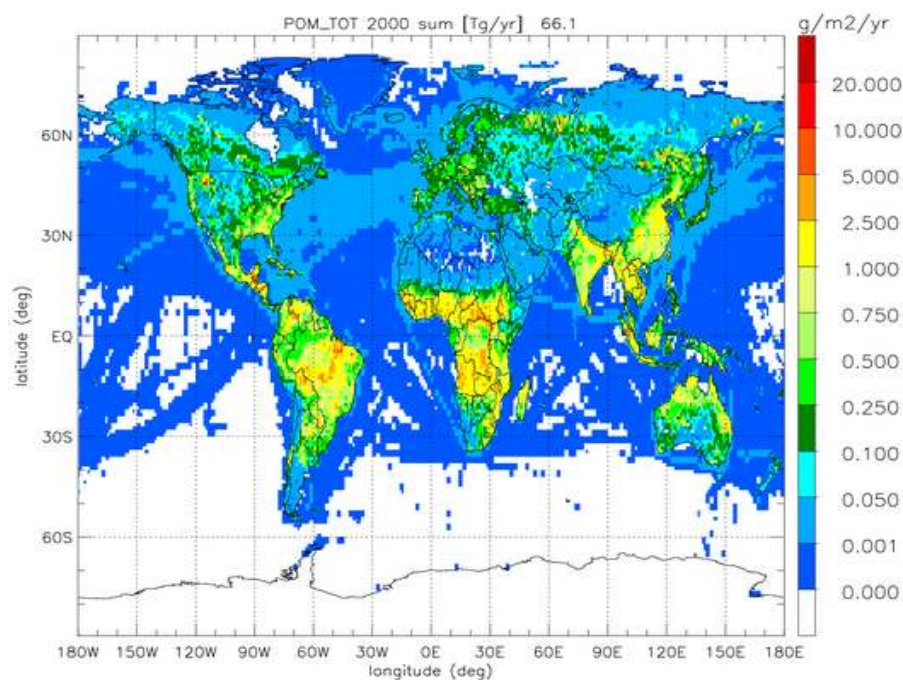 POM_TOT 2000 sum [Tg/yr] 66.1
g/m2/yr
20.000
10.000
5.000
2.500
1.000
0.750
0.500
0.250
0.100
0.050
0.001
0.000
60N
30N
EQ
30S
60S
latitude (deg)
180W 150W 120W 90W 60W 30W 0E 30E 60E 90E 120E 150E 180E
longitude (deg)